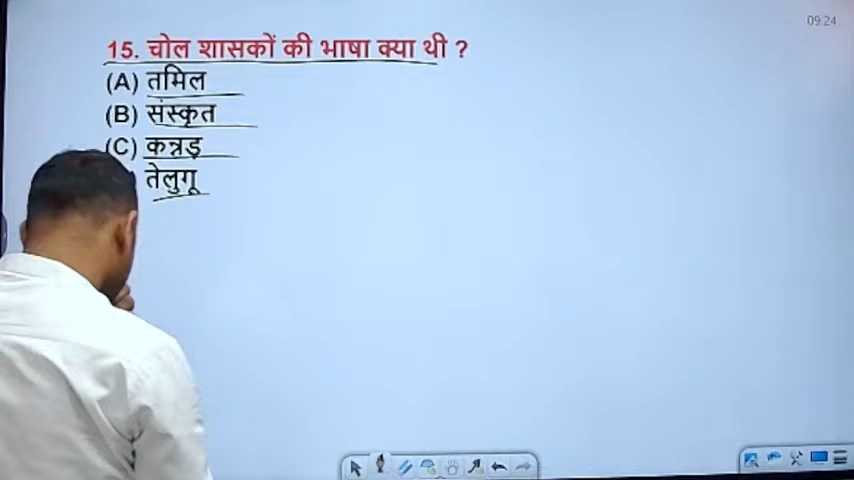 09:24
15. चोल शासकों की भाषा क्या थी ?
(A) तमिल
(B) संस्कृत
(C) कन्नड़
तेलुगू